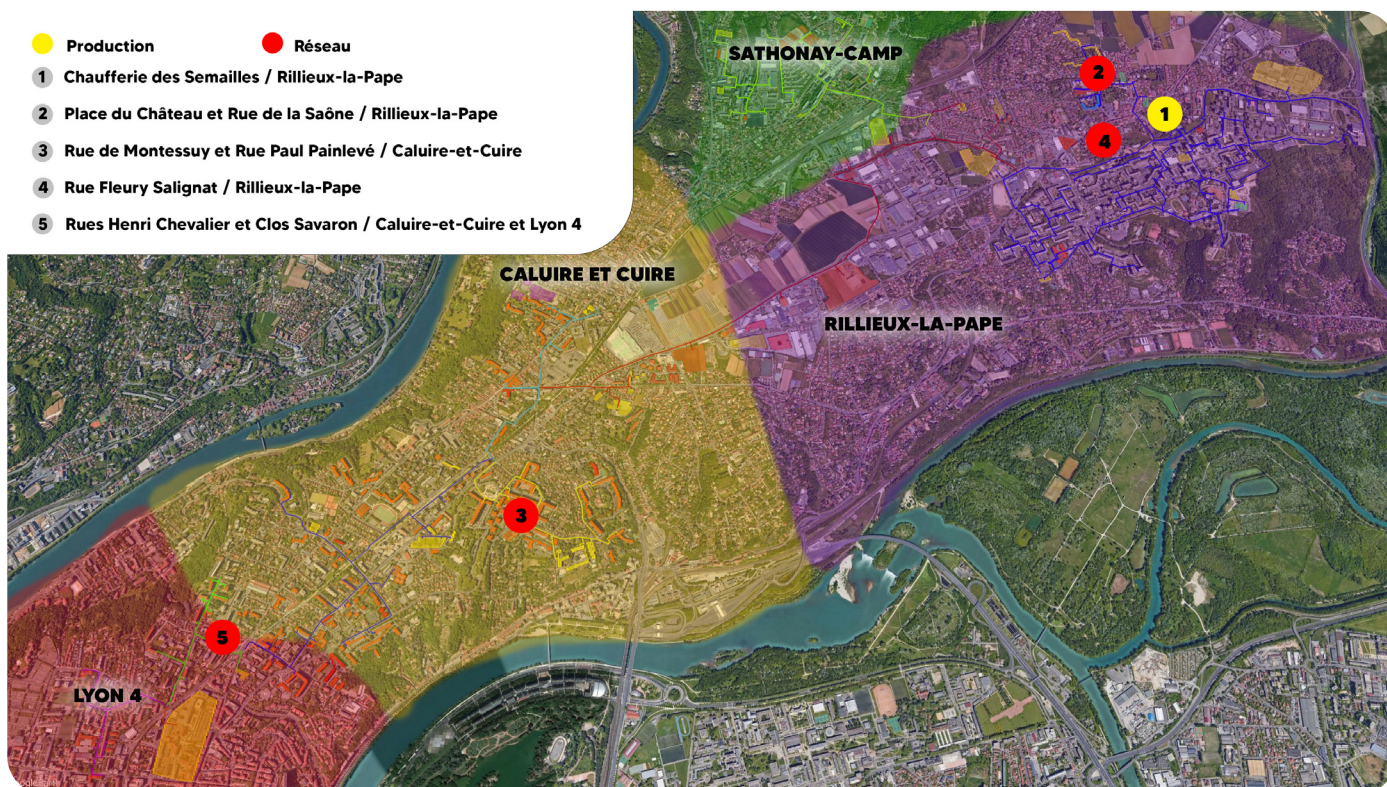 Production
Réseau
1 Chaufferie des Semailles / Rillieux-la-Pape
2 Place du Château et Rue de la Saône / Rillieux-la-Pape
3 Rue de Montessuy et Rue Paul Painlevé / Caluire-et-Cuire
4 Rue Fleury Salignat / Rillieux-la-Pape
5 Rues Henri Chevalier et Clos Savaron / Caluire-et-Cuire et Lyon 4
SATHONAY-CAMP
2
1
4
CALUIRE ET CUIRE
RILLIEUX-LA-PAPE
3
5
LYON 4